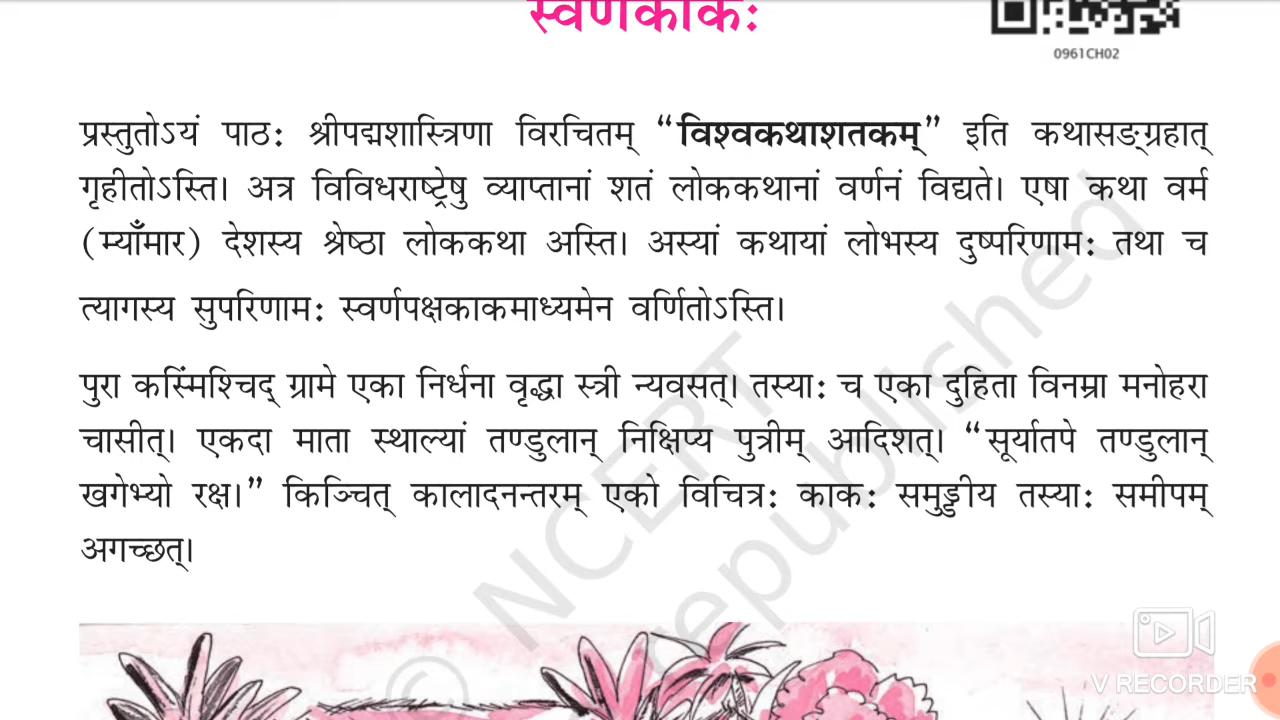 स्वर्णकाकः
0961CH02
प्रस्तुतोऽयं पाठः श्रीपद्मशास्त्रिणा विरचितम् “विश्वकथाशतकम्” इति कथासङ्ग्रहात्
गृहीतोऽस्ति। अत्र विविधराष्ट्रेषु व्याप्तानां शतं लोककथानां वर्णनं विद्यते। एषा कथा वर्म
(म्याँमार) देशस्य श्रेष्ठा लोककथा अस्ति। अस्यां कथायां लोभस्य दुष्परिणामः तथा च
त्यागस्य सुपरिणामः स्वर्णपक्षकाकमाध्यमेन वर्णितोऽस्ति।
पुरा कस्मिंश्चिद् ग्रामे एका निर्धना वृद्धा स्त्री न्यवसत्। तस्याः च एका दुहिता विनम्रा मनोहरा
चासीत्। एकदा माता स्थाल्यां तण्डुलान् निक्षिप्य पुत्रीम् आदिशत्। “सूर्यातपे तण्डुलान्
खगेभ्यो रक्ष।” किञ्चित् कालादनन्तरम् एको विचित्रः काकः समुड्डीय तस्याः समीपम्
अगच्छत्।
© NCERT
republished
V RECORDER